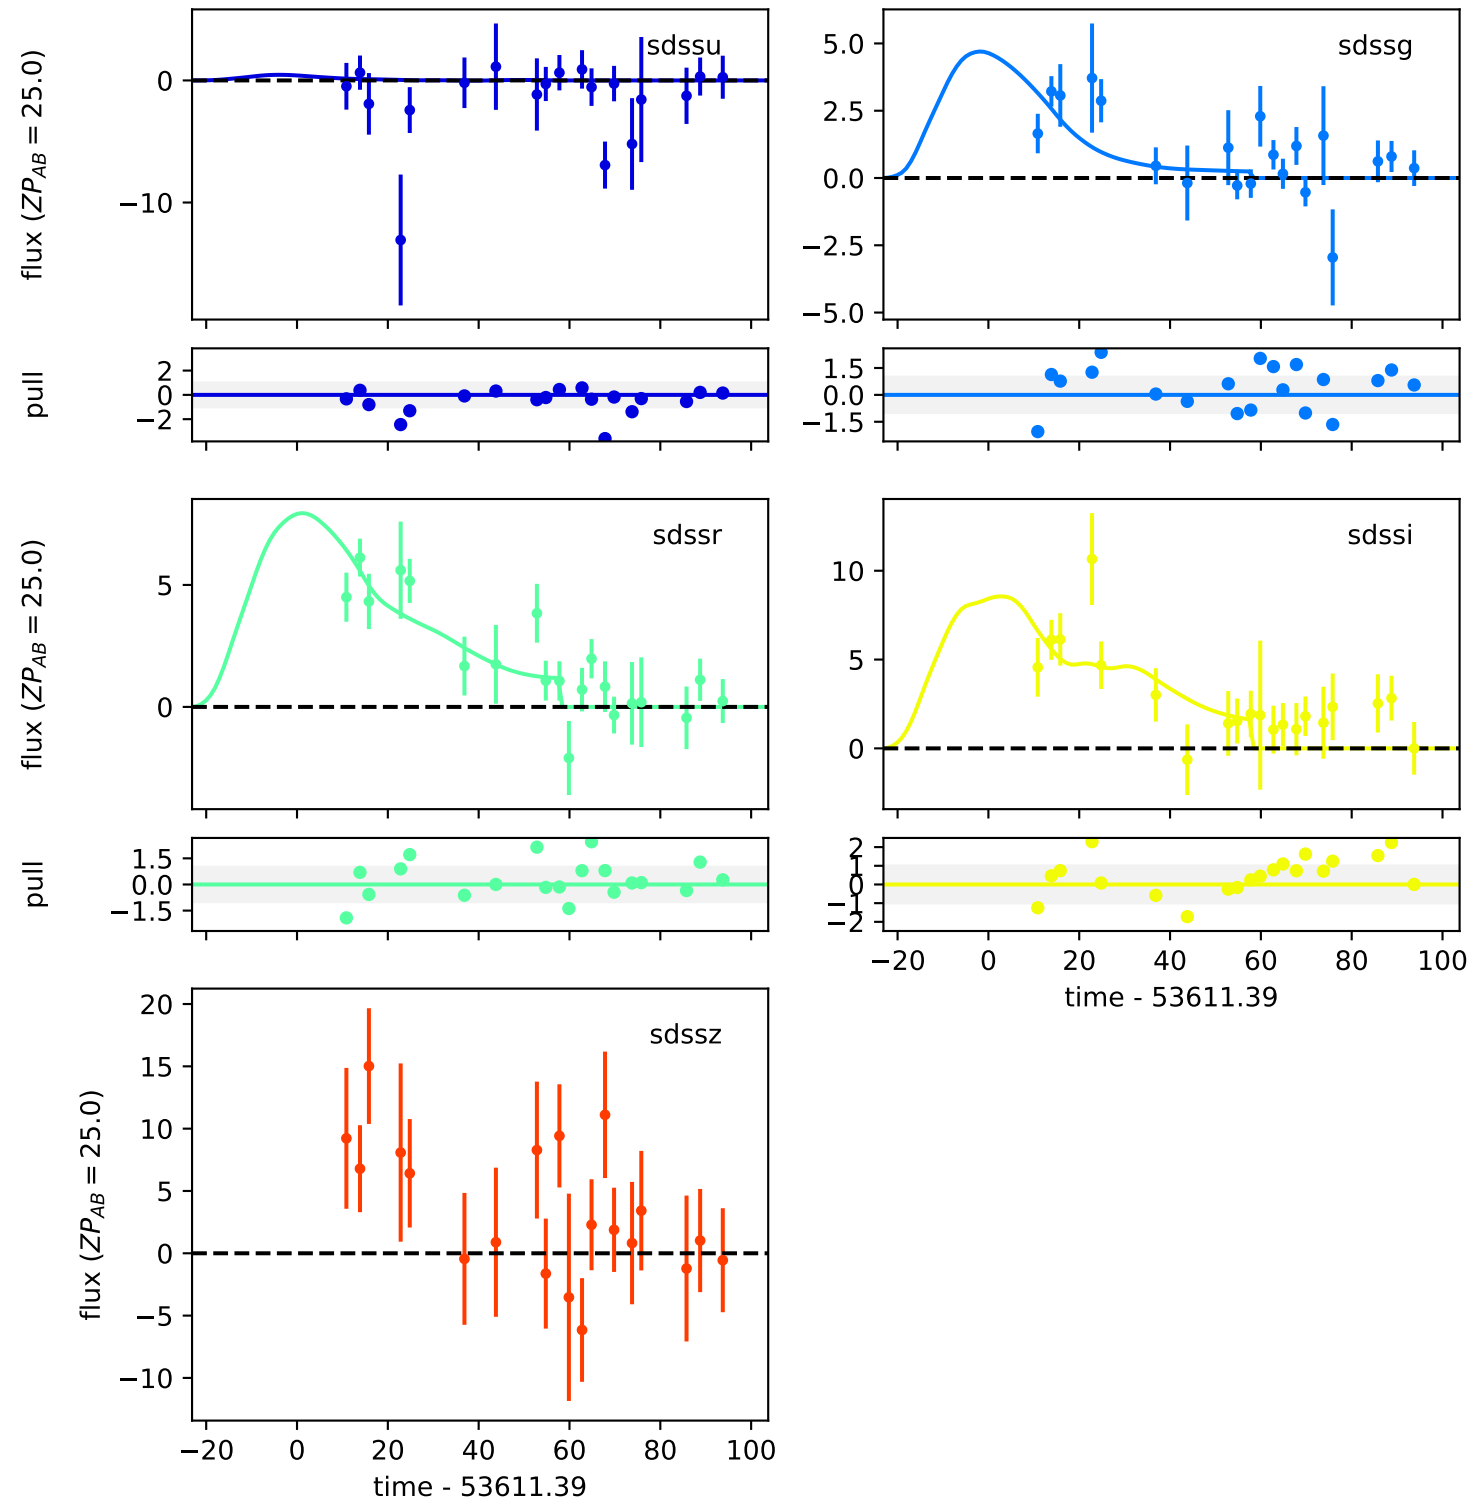 sdssu
flux (ZP_AB = 25.0)
0
−10
sdssg
5.0
2.5
0.0
−2.5
−5.0
pull
2
0
−2
1.5
0.0
−1.5
sdssr
flux (ZP_AB = 25.0)
5
0
sdssi
10
5
0
pull
1.5
0.0
−1.5
2
1
0
−1
−2
−20 0 20 40 60 80 100
time - 53611.39
sdssz
flux (ZP_AB = 25.0)
20
15
10
5
0
−5
−10
−20 0 20 40 60 80 100
time - 53611.39